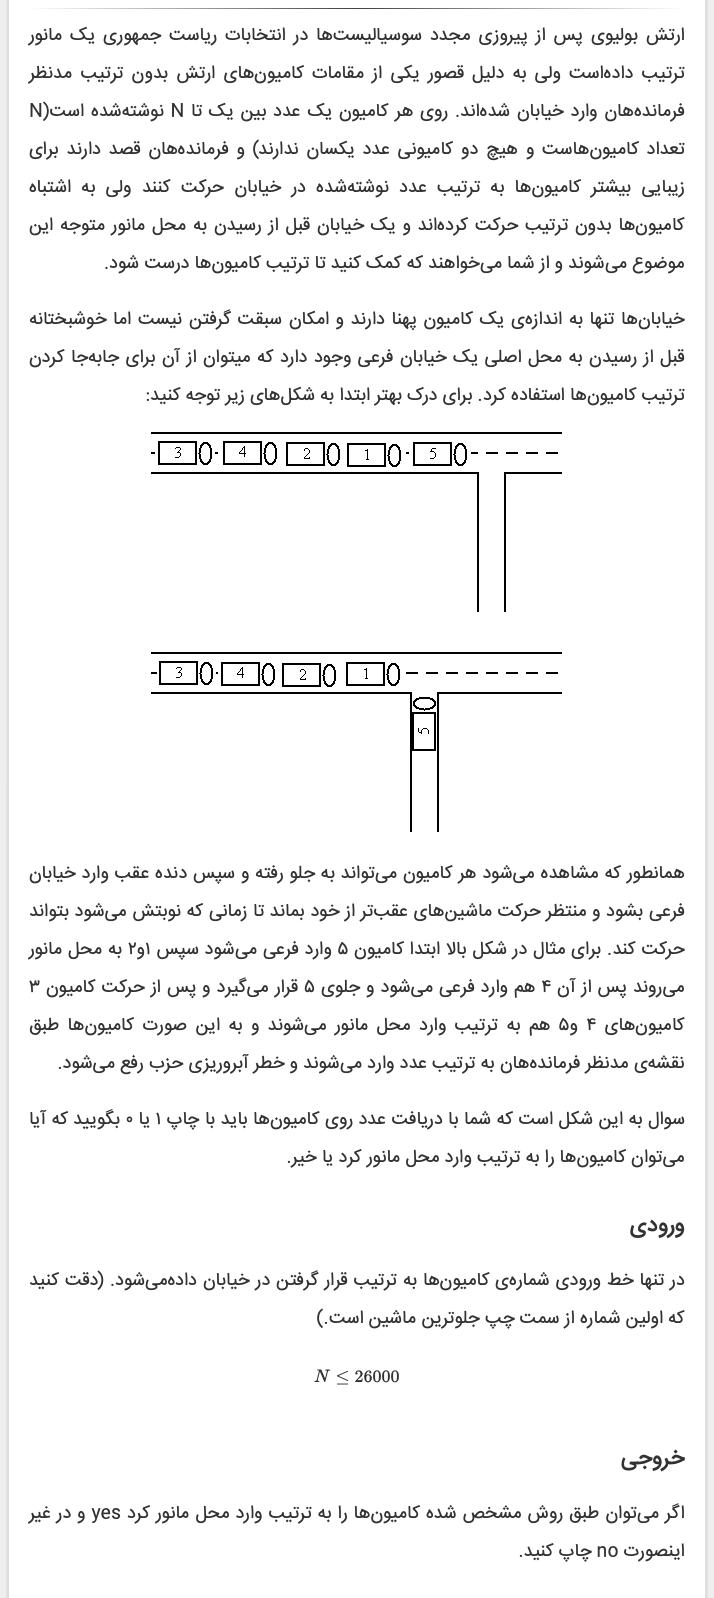 ارتش بولیوی پس از پیروزی مجدد سوسیالیست‌ها در انتخابات ریاست جمهوری یک مانور
ترتیب داده‌است ولی به دلیل قصور یکی از مقامات کامیون‌های ارتش بدون ترتیب مدنظر
فرمانده‌هان وارد خیابان شده‌اند. روی هر کامیون یک عدد بین یک تا N نوشته‌شده است(N
تعداد کامیون‌هاست و هیچ دو کامیونی عدد یکسان ندارند) و فرمانده‌هان قصد دارند برای
زیبایی بیشتر کامیون‌ها به ترتیب عدد نوشته‌شده در خیابان حرکت کنند ولی به اشتباه
کامیون‌ها بدون ترتیب حرکت کرده‌اند و یک خیابان قبل از رسیدن به محل مانور متوجه این
موضوع می‌شوند و از شما می‌خواهند که کمک کنید تا ترتیب کامیون‌ها درست شود.
خیابان‌ها تنها به اندازه‌ی یک کامیون پهنا دارند و امکان سبقت گرفتن نیست اما خوشبختانه
قبل از رسیدن به محل اصلی یک خیابان فرعی وجود دارد که میتوان از آن برای جابه‌جا کردن
ترتیب کامیون‌ها استفاده کرد. برای درک بهتر ابتدا به شکل‌های زیر توجه کنید:
3 4 2 1 5
3 4 2 1
5
همانطور که مشاهده می‌شود هر کامیون می‌تواند به جلو رفته و سپس دنده عقب وارد خیابان
فرعی بشود و منتظر حرکت ماشین‌های عقب‌تر از خود بماند تا زمانی که نوبتش می‌شود بتواند
حرکت کند. برای مثال در شکل بالا ابتدا کامیون ۵ وارد فرعی می‌شود سپس ۱و۲ به محل مانور
می‌روند پس از آن ۴ هم وارد فرعی می‌شود و جلوی ۵ قرار می‌گیرد و پس از حرکت کامیون ۳
کامیون‌های ۴ و۵ هم به ترتیب وارد محل مانور می‌شوند و به این صورت کامیون‌ها طبق
نقشه‌ی مدنظر فرمانده‌هان به ترتیب عدد وارد می‌شوند و خطر آبروریزی حزب رفع می‌شود.
سوال به این شکل است که شما با دریافت عدد روی کامیون‌ها باید با چاپ ۱ یا ۰ بگویید که آیا
می‌توان کامیون‌ها را به ترتیب وارد محل مانور کرد یا خیر.
ورودی
در تنها خط ورودی شماره‌ی کامیون‌ها به ترتیب قرار گرفتن در خیابان داده‌می‌شود. (دقت کنید
که اولین شماره از سمت چپ جلوترین ماشین است.)
N ≤ 26000
خروجی
اگر می‌توان طبق روش مشخص شده کامیون‌ها را به ترتیب وارد محل مانور کرد yes و در غیر
اینصورت no چاپ کنید.